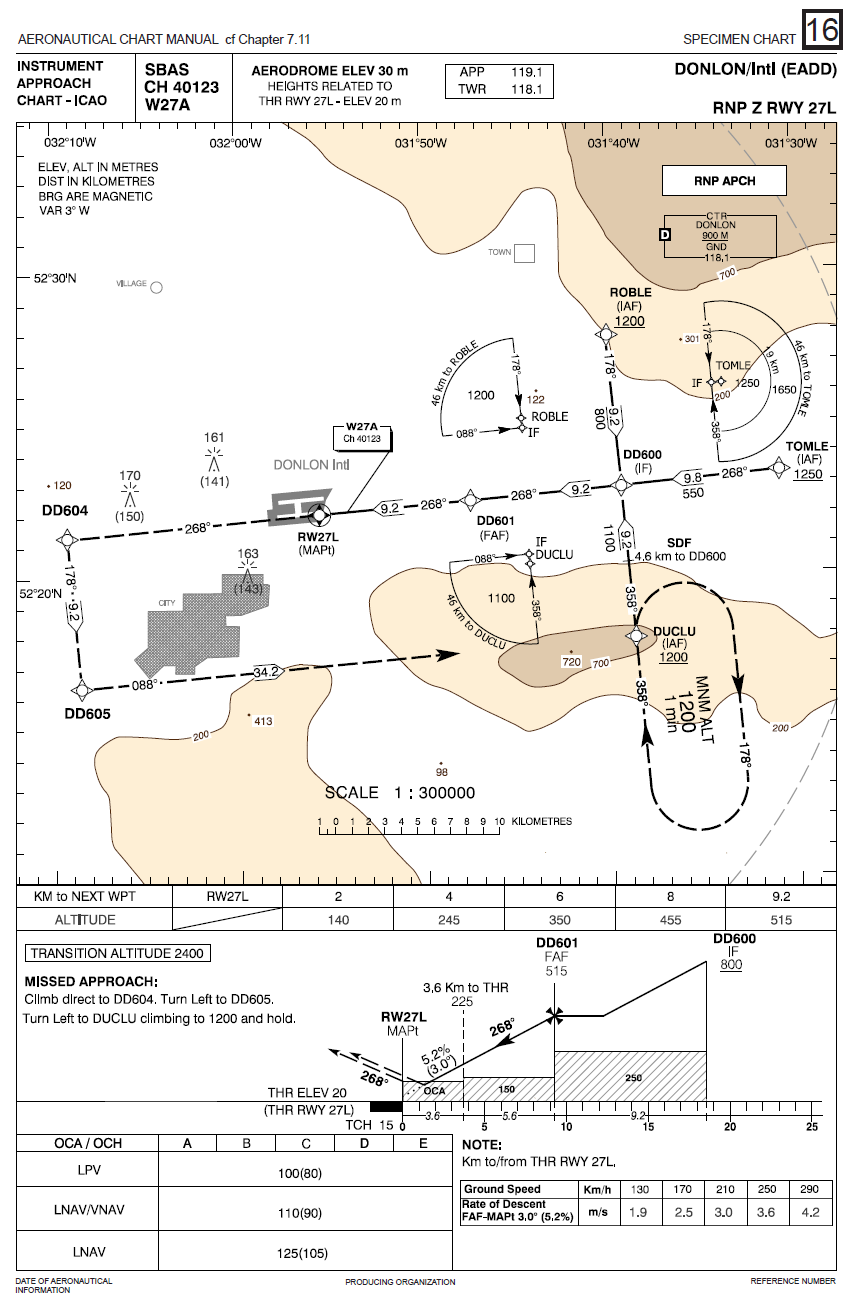 AERONAUTICAL CHART MANUAL cf Chapter 7.11
SPECIMEN CHART 16
INSTRUMENT
APPROACH
CHART - ICAO
SBAS
CH 40123
W27A
AERODROME ELEV 30 m
HEIGHTS RELATED TO
THR RWY 27L - ELEV 20 m
APP 119.1
TWR 118.1
DONLON/Intl (EADD)
RNP Z RWY 27L
032°10'W 032°00'W 031°50'W 031°40'W 031°30'W
ELEV, ALT IN METRES
DIST IN KILOMETRES
BRG ARE MAGNETIC
VAR 3° W
RNP APCH
CTR
DONLON
D
900 M
GND
118,1
700
TOWN
52°30'N
VILLAGE
ROBLE
(IAF)
1200
301
178°
9.2
800
46 km to ROBLE
178°
1200
088°
ROBLE
IF
122
178°
TOMLE
IF
1250
1650
19 km
46 km to TOMLE
200
358°
W27A
Ch 40123
DONLON Intl
161
(141)
170
(150)
120
DD604
DD600
(IF)
TOMLE
(IAF)
1250
268°
9.8
550
268°
9.2
268°
9.2
268°
DD601
(FAF)
RW27L
(MAPt)
268°
163
(143)
CITY
52°20'N
178°
9.2
DD605
088°
34.2
088°
IF
DUCLU
1100
46 km to DUCLU
358°
9.2
1100
SDF
4.6 km to DD600
358°
DUCLU
(IAF)
1200
720
700
358°
MNM ALT
1200
1 min
178°
200
413
200
98
SCALE 1 : 300000
1 0 1 2 3 4 5 6 7 8 9 10 KILOMETRES
KM to NEXT WPT RW27L 2 4 6 8 9.2
ALTITUDE 140 245 350 455 515
TRANSITION ALTITUDE 2400
MISSED APPROACH:
Climb direct to DD604. Turn Left to DD605.
Turn Left to DUCLU climbing to 1200 and hold.
DD601
FAF
515
DD600
IF
800
3,6 Km to THR
225
RW27L
MAPt
268°
5.2%
(3.0°)
268°
OCA
150
250
THR ELEV 20
(THR RWY 27L)
3.6 5.6 9.2
TCH 15 0 5 10 15 20 25
OCA / OCH A B C D E
LPV 100(80)
LNAV/VNAV 110(90)
LNAV 125(105)
NOTE:
Km to/from THR RWY 27L.
Ground Speed Km/h 130 170 210 250 290
Rate of Descent
FAF-MAPt 3.0° (5.2%) m/s 1.9 2.5 3.0 3.6 4.2
DATE OF AERONAUTICAL
INFORMATION
PRODUCING ORGANIZATION
REFERENCE NUMBER